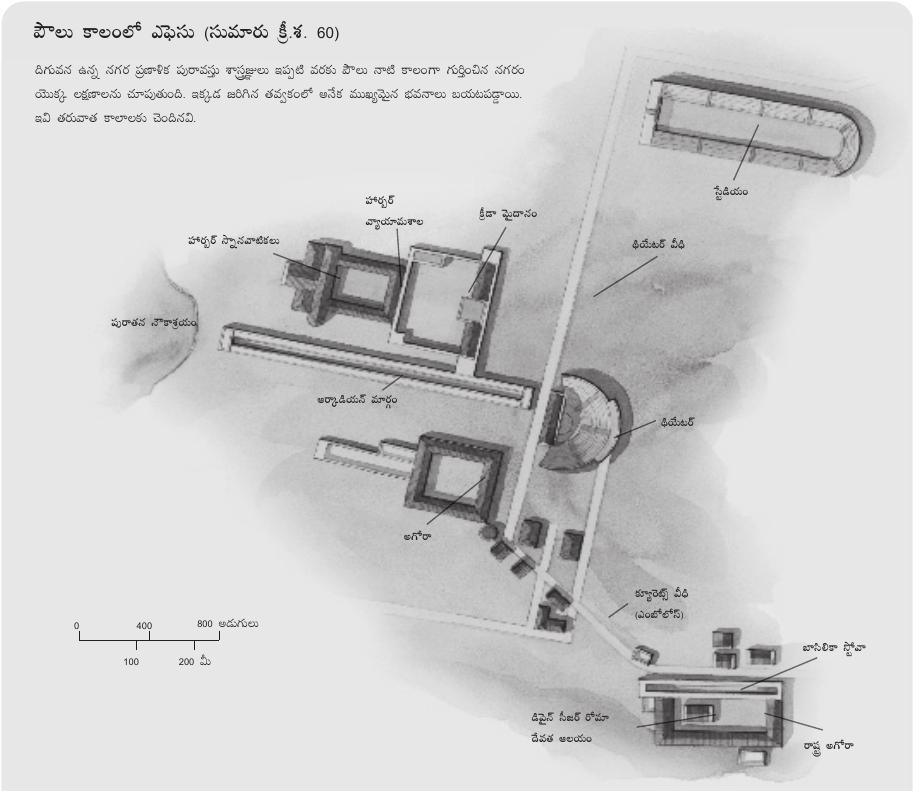 పౌలు కాలంలో ఎఫెసు (సుమారు క్రీ.శ. 60)
దిగువన ఉన్న నగర ప్రణాళిక పురావస్తు శాస్త్రజ్ఞులు ఇప్పటి వరకు పౌలు నాటి కాలంగా గుర్తించిన నగరం
యొక్క లక్షణాలను చూపుతుంది. ఇక్కడ జరిగిన తవ్వకంలో అనేక ముఖ్యమైన భవనాలు బయటపడ్డాయి.
ఇవి తరువాత కాలాలకు చెందినవి.
స్టేడియం
హార్బర్
వ్యాయామశాల
క్రీడా మైదానం
హార్బర్ స్నానవాటికలు
థియేటర్ వీధి
పురాతన నౌకాశ్రయం
ఆర్కాడియన్ మార్గం
థియేటర్
అగోరా
క్యూరెట్స్ వీధి
(ఎంబోలోస్)
0 400 800 అడుగులు
100 200 మీ
బాసిలికా స్టోవా
డివైన్ సీజర్ రోమా
దేవత ఆలయం
రాష్ట్ర అగోరా